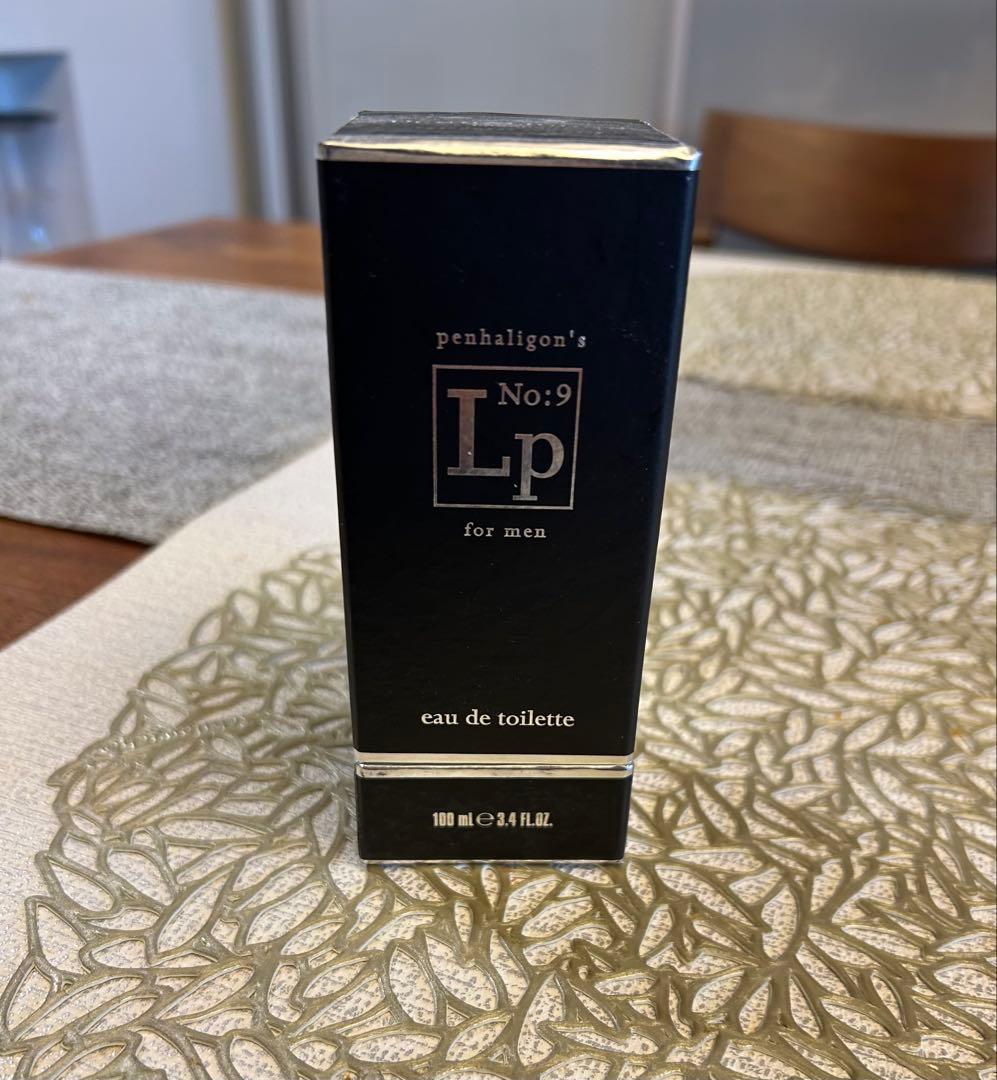 penhaligon's
No:9
Lp
for men
eau de toilette
100 mL ℮ 3.4 FL.OZ.